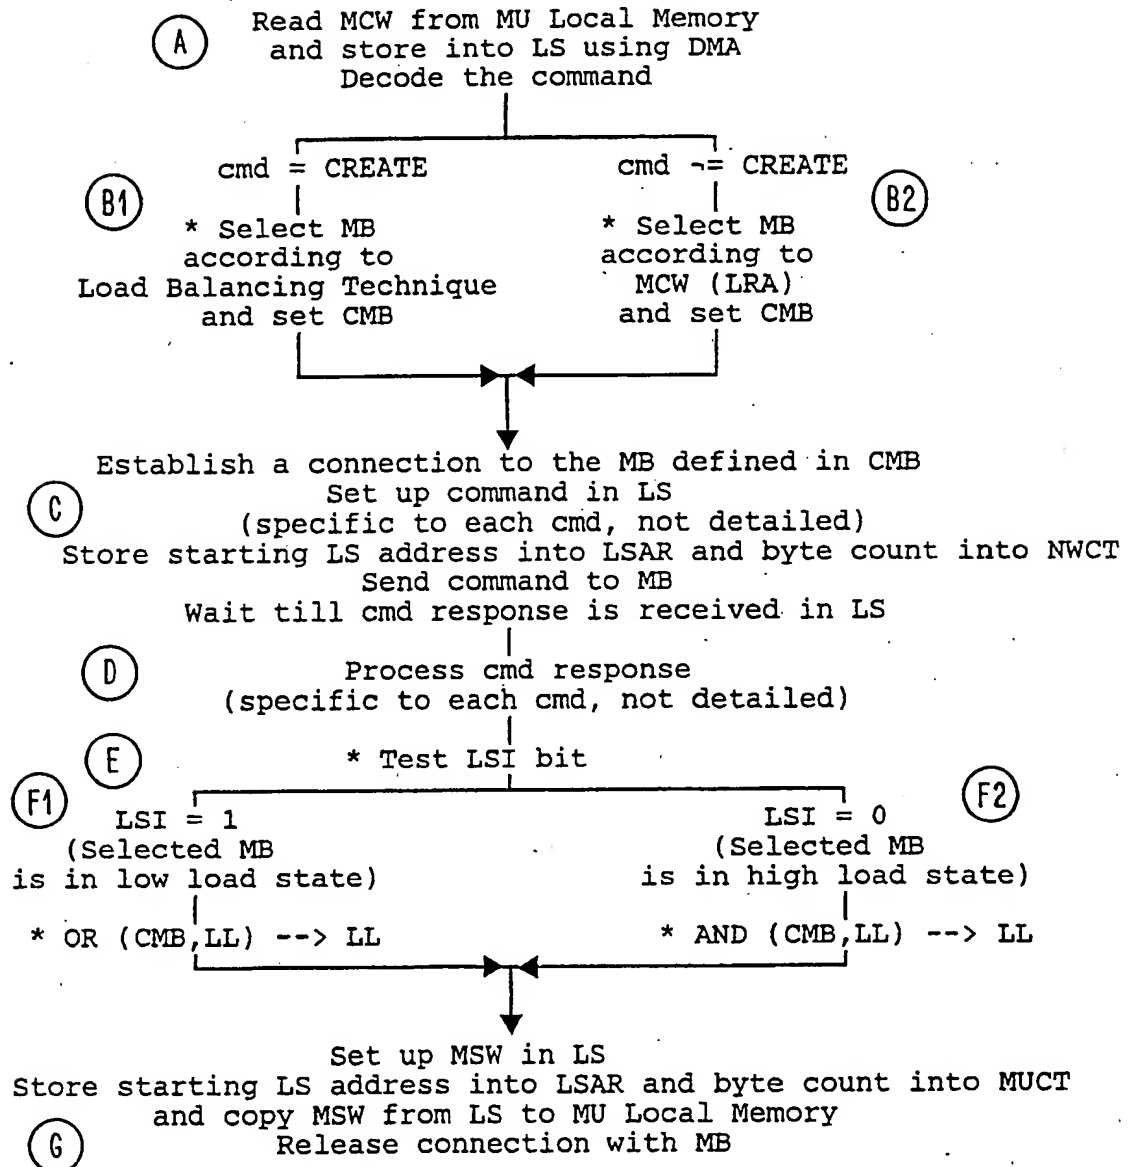 A
Read MCW from MU Local Memory
and store into LS using DMA
Decode the command
cmd = CREATE
cmd ¬= CREATE
B1
B2
* Select MB
according to
Load Balancing Technique
and set CMB
* Select MB
according to
MCW (LRA)
and set CMB
Establish a connection to the MB defined in CMB
C
Set up command in LS
(specific to each cmd, not detailed)
Store starting LS address into LSAR and byte count into NWCT
Send command to MB
Wait till cmd response is received in LS
D
Process cmd response
(specific to each cmd, not detailed)
E
* Test LSI bit
F1
LSI = 1
(Selected MB
is in low load state)
* OR (CMB,LL) --> LL
F2
LSI = 0
(Selected MB
is in high load state)
* AND (CMB,LL) --> LL
Set up MSW in LS
Store starting LS address into LSAR and byte count into MUCT
and copy MSW from LS to MU Local Memory
G
Release connection with MB